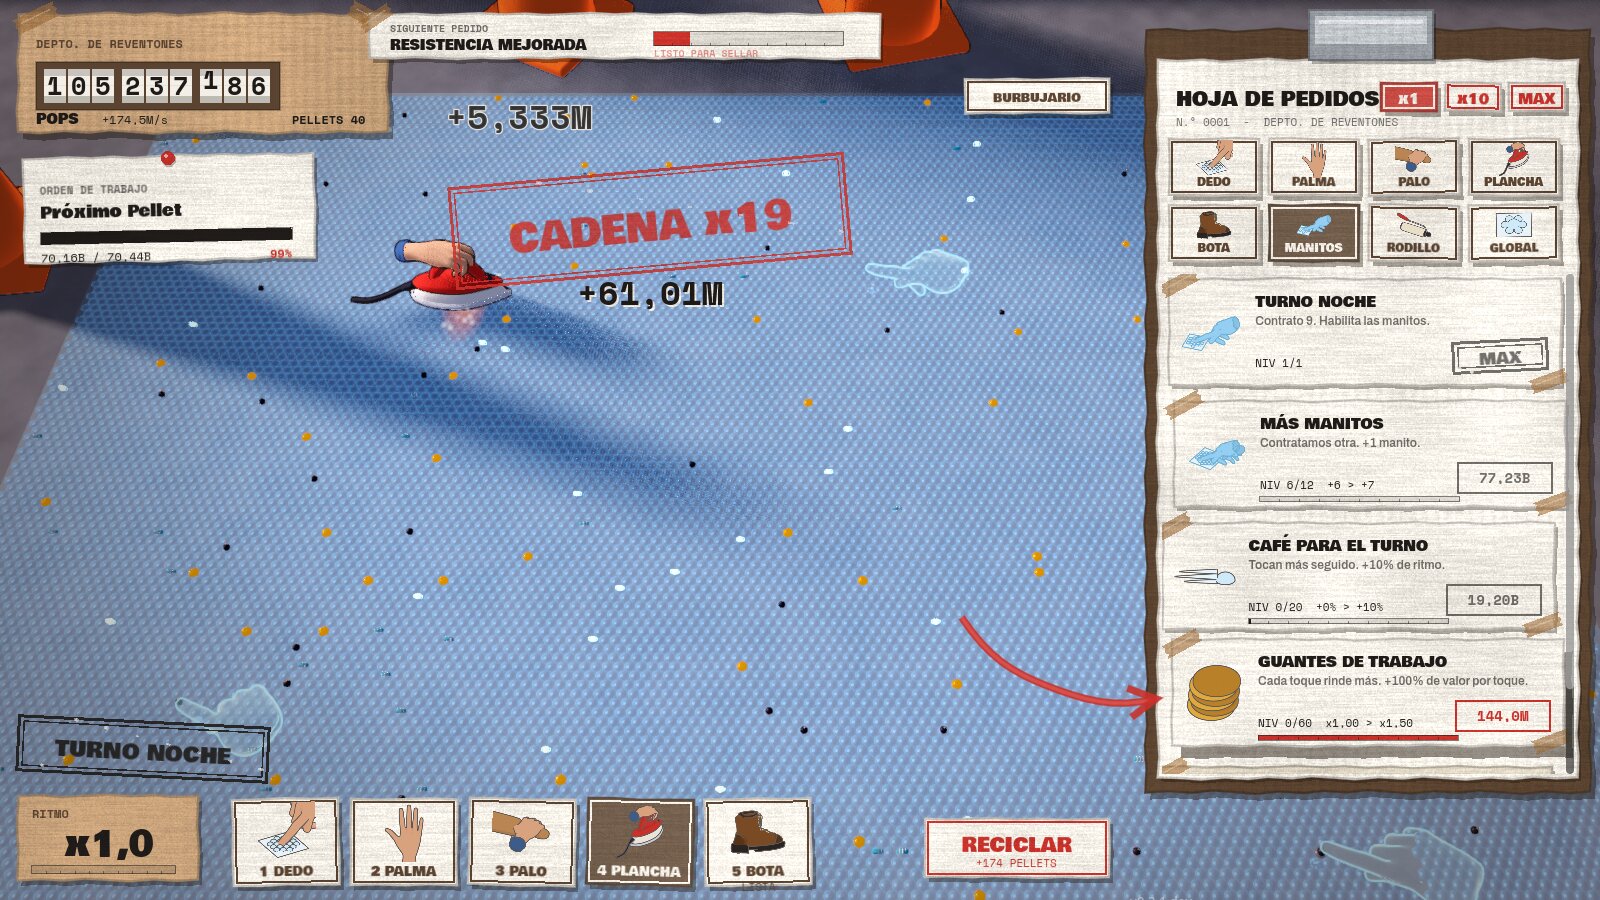 DEPTO. DE REVENTONES
105 237 186
POPS +174,5M/s PELLETS 40
SIGUIENTE PEDIDO
RESISTENCIA MEJORADA
LISTO PARA SELLAR
BURBUJARIO
ORDEN DE TRABAJO
Próximo Pellet
70,16B / 70,44B 99%
+5,333M
CADENA x19
+61,01M
HOJA DE PEDIDOS x1 x10 MAX
N.° 0001 - DEPTO. DE REVENTONES
DEDO PALMA PALO PLANCHA
BOTA MANITOS RODILLO GLOBAL
TURNO NOCHE
Contrato 9. Habilita las manitos.
NIV 1/1 MAX
MÁS MANITOS
Contratamos otra. +1 manito.
NIV 6/12 +6 > +7 77,23B
CAFÉ PARA EL TURNO
Tocan más seguido. +10% de ritmo.
NIV 0/20 +0% > +10% 19,20B
GUANTES DE TRABAJO
Cada toque rinde más. +100% de valor por toque.
NIV 0/60 x1,00 > x1,50 144,0M
TURNO NOCHE
RITMO
x1,0
1 DEDO 2 PALMA 3 PALO 4 PLANCHA 5 BOTA
LISTA
RECICLAR
+174 PELLETS